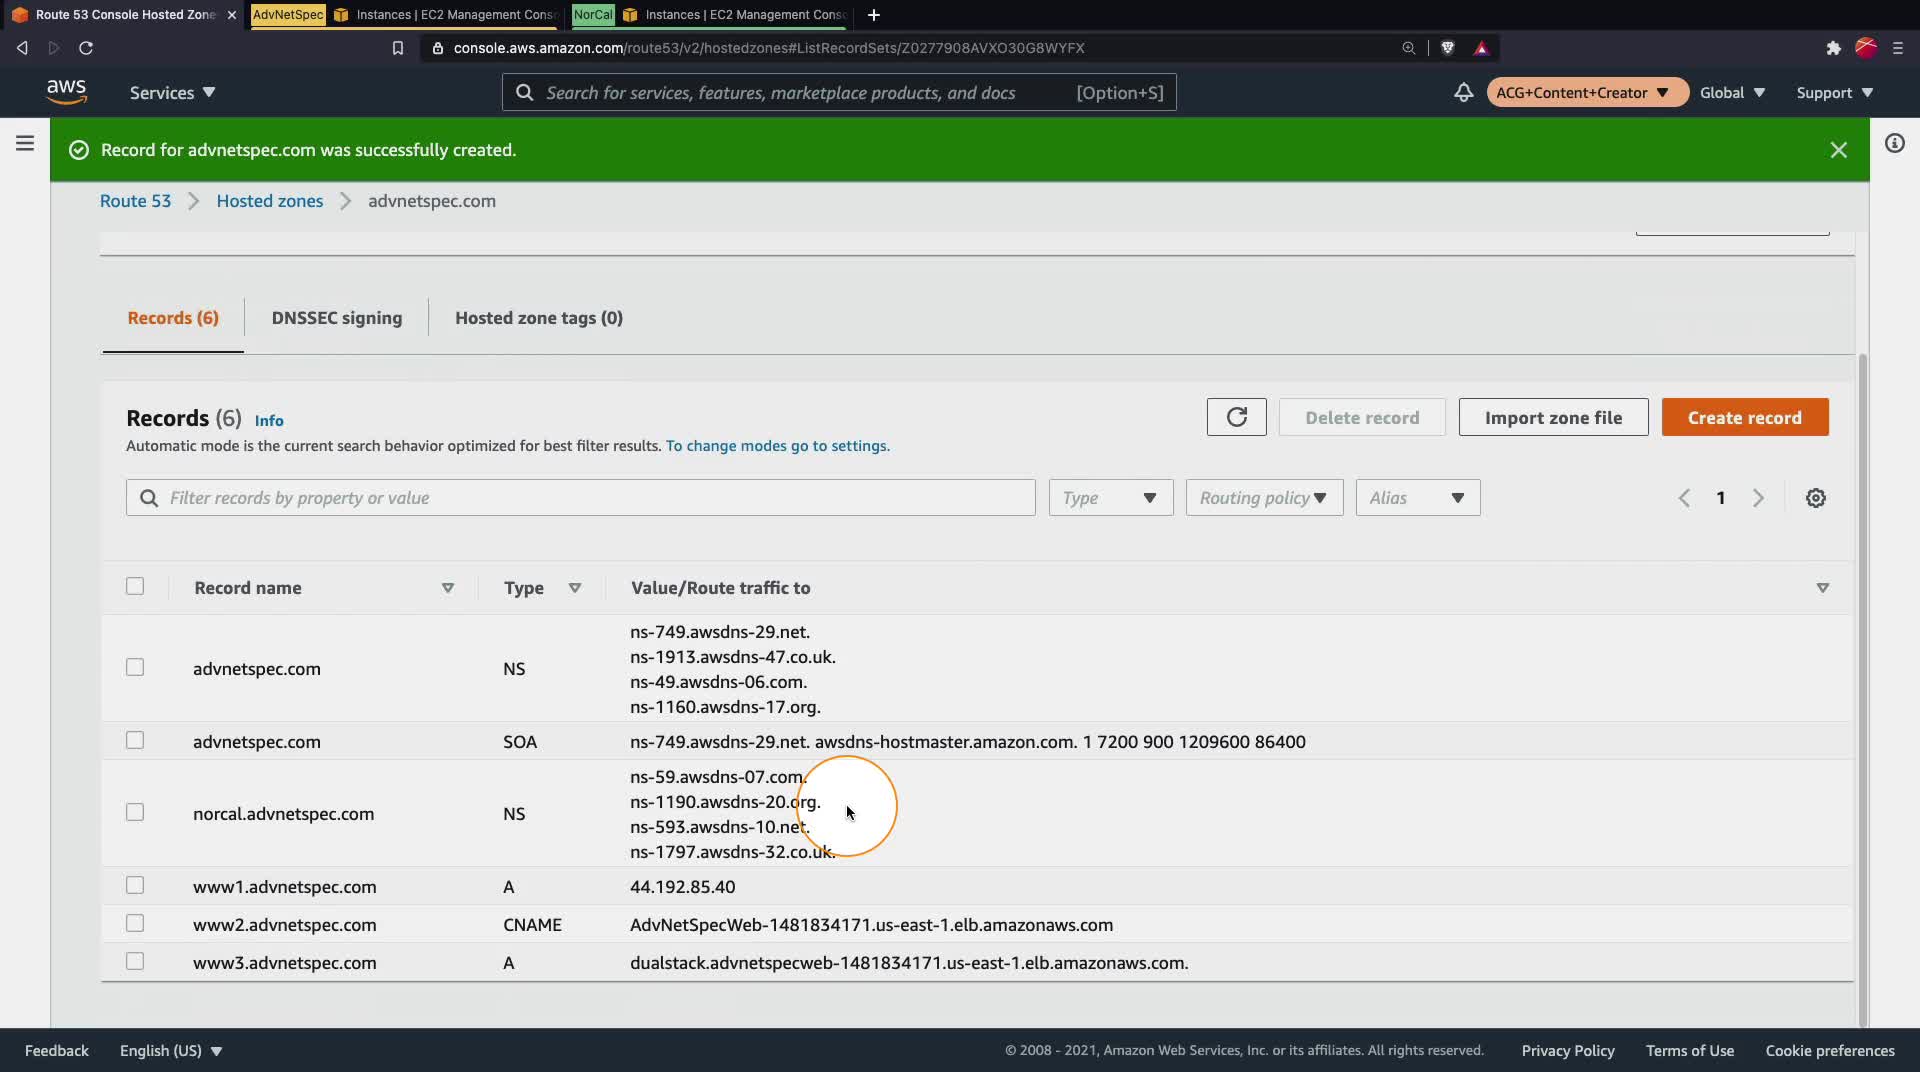 Route 53 Console Hosted Zone
AdvNetSpec
Instances | EC2 Management Conso
NorCal
Instances | EC2 Management Conso
console.aws.amazon.com/route53/v2/hostedzones#ListRecordSets/Z0277908AVXO30G8WYFX
aws
Services
Search for services, features, marketplace products, and docs
[Option+S]
ACG+Content+Creator
Global
Support
Record for advnetspec.com was successfully created.
Route 53
Hosted zones
advnetspec.com
Records (6)
DNSSEC signing
Hosted zone tags (0)
Records (6) Info
Delete record
Import zone file
Create record
Automatic mode is the current search behavior optimized for best filter results. To change modes go to settings.
Filter records by property or value
Type
Routing policy
Alias
1
Record name
Type
Value/Route traffic to
advnetspec.com
NS
ns-749.awsdns-29.net.
ns-1913.awsdns-47.co.uk.
ns-49.awsdns-06.com.
ns-1160.awsdns-17.org.
advnetspec.com
SOA
ns-749.awsdns-29.net. awsdns-hostmaster.amazon.com. 1 7200 900 1209600 86400
norcal.advnetspec.com
NS
ns-59.awsdns-07.com.
ns-1190.awsdns-20.org.
ns-593.awsdns-10.net.
ns-1797.awsdns-32.co.uk.
www1.advnetspec.com
A
44.192.85.40
www2.advnetspec.com
CNAME
AdvNetSpecWeb-1481834171.us-east-1.elb.amazonaws.com
www3.advnetspec.com
A
dualstack.advnetspecweb-1481834171.us-east-1.elb.amazonaws.com.
Feedback
English (US)
© 2008 - 2021, Amazon Web Services, Inc. or its affiliates. All rights reserved.
Privacy Policy
Terms of Use
Cookie preferences